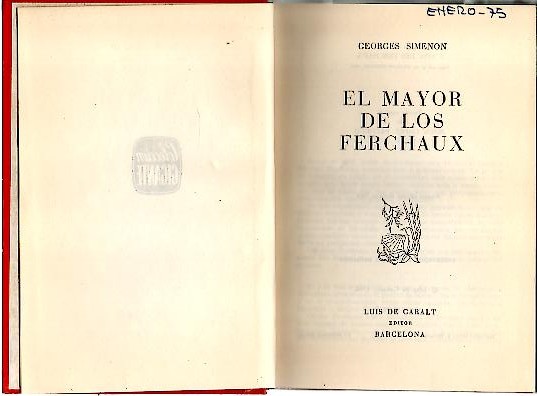 ENERO-75
GEORGES SIMENON
EL MAYOR
DE LOS
FERCHAUX
LUIS DE CARALT
EDITOR
BARCELONA